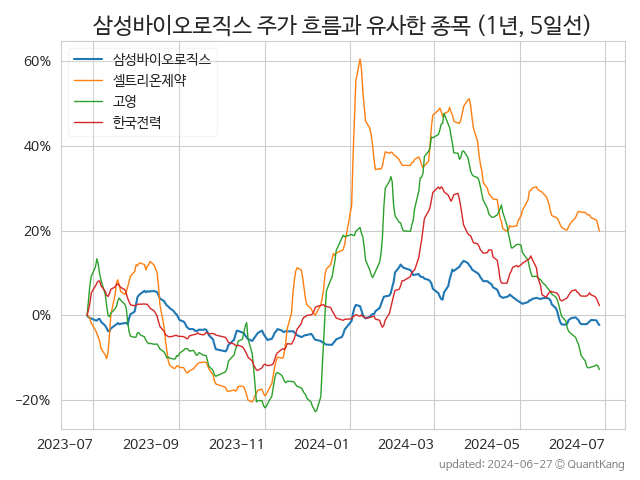 삼성바이오로직스 주가 흐름과 유사한 종목 (1년, 5일선)
삼성바이오로직스
셀트리온제약
고영
한국전력
60%
40%
20%
0%
−20%
2023-07 2023-09 2023-11 2024-01 2024-03 2024-05 2024-07
updated: 2024-06-27 © QuantKang